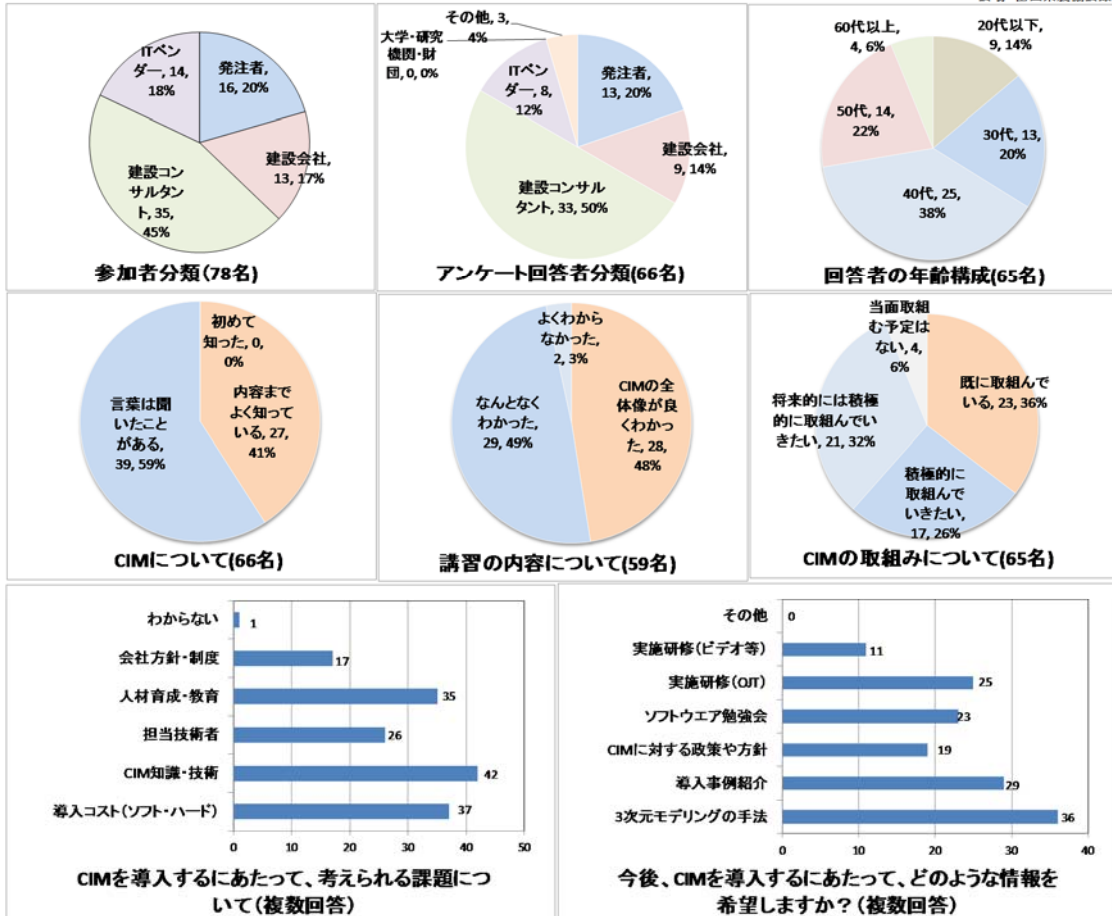 ITベン
ダー, 14,
18%
発注者,
16, 20%
建設会社,
13, 17%
建設コン
サルタン
ト, 35,
45%
参加者分類(78名)
その他, 3,
4%
大学・研究
機関・財
団, 0, 0%
ITベン
ダー, 8,
12%
発注者,
13, 20%
建設会社,
9, 14%
建設コンサル
タント, 33, 50%
アンケート回答者分類(66名)
60代以上,
4, 6%
20代以下,
9, 14%
50代, 14,
22%
30代, 13,
20%
40代, 25,
38%
回答者の年齢構成(65名)
初めて
知った, 0,
0%
言葉は聞
いたこと
がある,
39, 59%
内容まで
よく知って
いる, 27,
41%
CIMについて(66名)
よくわから
なかった,
2, 3%
なんとなく
わかった,
29, 49%
CIMの全
体像が良
くわかっ
た, 28,
48%
講習の内容について(59名)
当面取組
む予定は
ない, 4,
6%
既に取組んで
いる, 23, 36%
将来的には積極
的に取組んでい
きたい, 21, 32%
積極的に
取組んで
いきたい,
17, 26%
CIMの取組みについて(65名)
わからない
1
会社方針・制度
17
人材育成・教育
35
担当技術者
26
CIM知識・技術
42
導入コスト(ソフト・ハード)
37
0 10 20 30 40 50
CIMを導入するにあたって、考えられる課題につ
いて(複数回答)
その他
0
実施研修(ビデオ等)
11
実施研修(OJT)
25
ソフトウエア勉強会
23
CIMに対する政策や方針
19
導入事例紹介
29
3次元モデリングの手法
36
0 10 20 30 40
今後、CIMを導入するにあたって、どのような情報を
希望しますか?(複数回答)